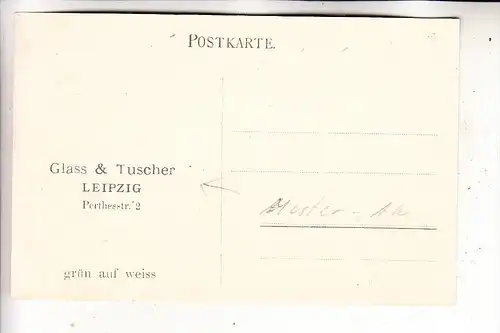 POSTKARTE.
Glass & Tuscher
LEIPZIG
Perthesstr. 2
Muster-
grün auf weiss